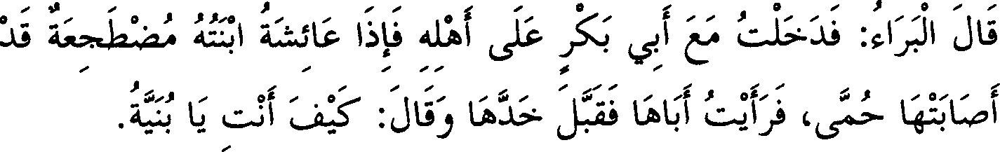 قَالَ الْبَرَاءُ: فَدَخَلْتُ مَعَ أَبِي بَكْرٍ عَلَى أَهْلِهِ فَإِذَا عَائِشَةُ ابْنَتُهُ مُضْطَجِعَةٌ قَدْ
أَصَابَتْهَا حُمَّى، فَرَأَيْتُ أَبَاهَا فَقَبَّلَ خَدَّهَا وَقَالَ: كَيْفَ أَنْتِ يَا بُنَيَّةُ.